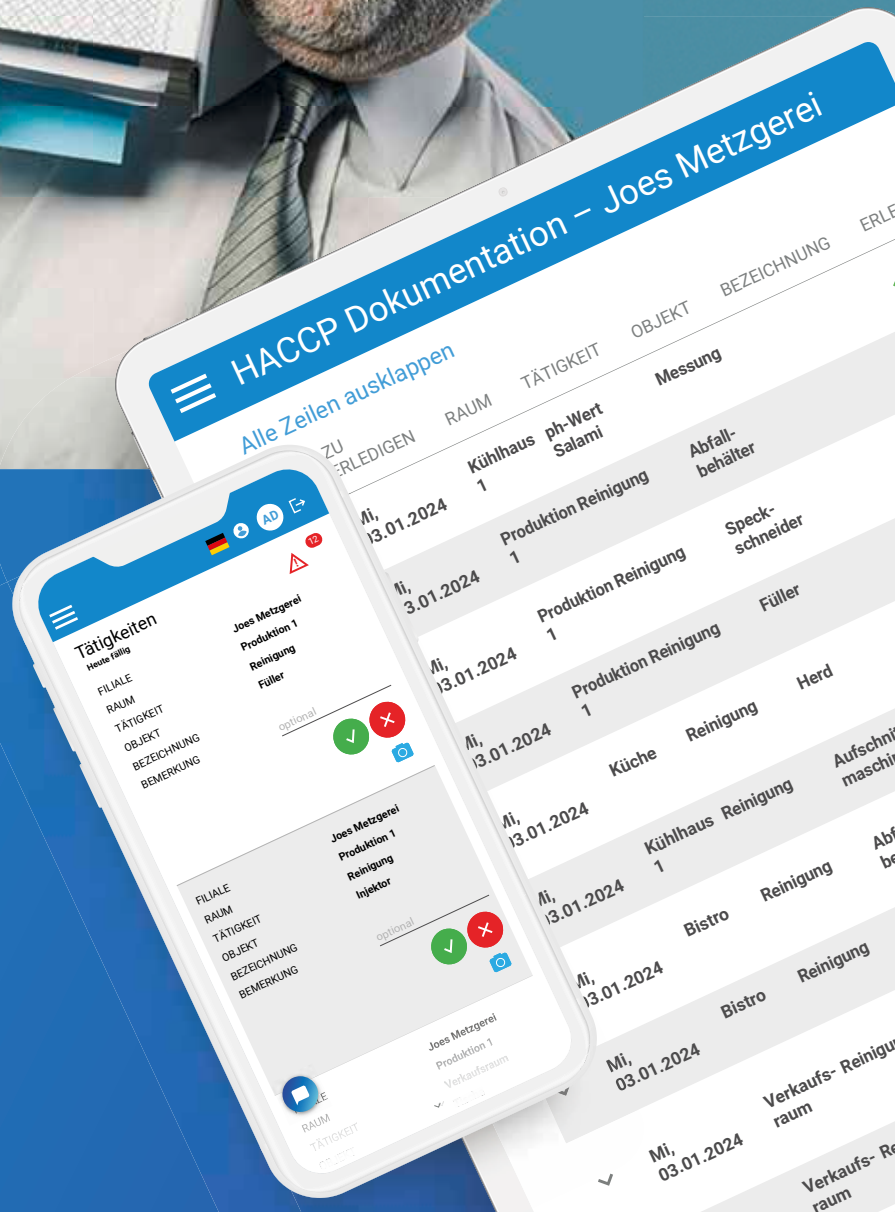 HACCP Dokumentation – Joes Metzgerei
Alle Zeilen ausklappen
ZU
ERLEDIGEN RAUM TÄTIGKEIT OBJEKT BEZEICHNUNG
Mi,
03.01.2024 Kühlhaus 1 ph-Wert Salami Messung
Mi,
03.01.2024 Produktion 1 Reinigung Abfall-
behälter
Mi,
03.01.2024 Produktion 1 Reinigung Speck-
schneider
Mi,
03.01.2024 Produktion 1 Reinigung Füller
Mi,
03.01.2024 Küche Reinigung Herd
Mi,
03.01.2024 Kühlhaus 1 Reinigung
Mi,
03.01.2024 Bistro Reinigung
Mi,
03.01.2024 Bistro Reinigung
Mi,
03.01.2024 Verkaufs-
raum Reinigung
Verkaufs-
raum
AD
12
Tätigkeiten
Heute fällig
FILIALE Joes Metzgerei
RAUM Produktion 1
TÄTIGKEIT Reinigung
OBJEKT Füller
BEZEICHNUNG
BEMERKUNG optional
FILIALE Joes Metzgerei
RAUM Produktion 1
TÄTIGKEIT Reinigung
OBJEKT Injektor
BEZEICHNUNG
BEMERKUNG optional
Joes Metzgerei
RAUM Produktion 1
TÄTIGKEIT Verkaufsraum